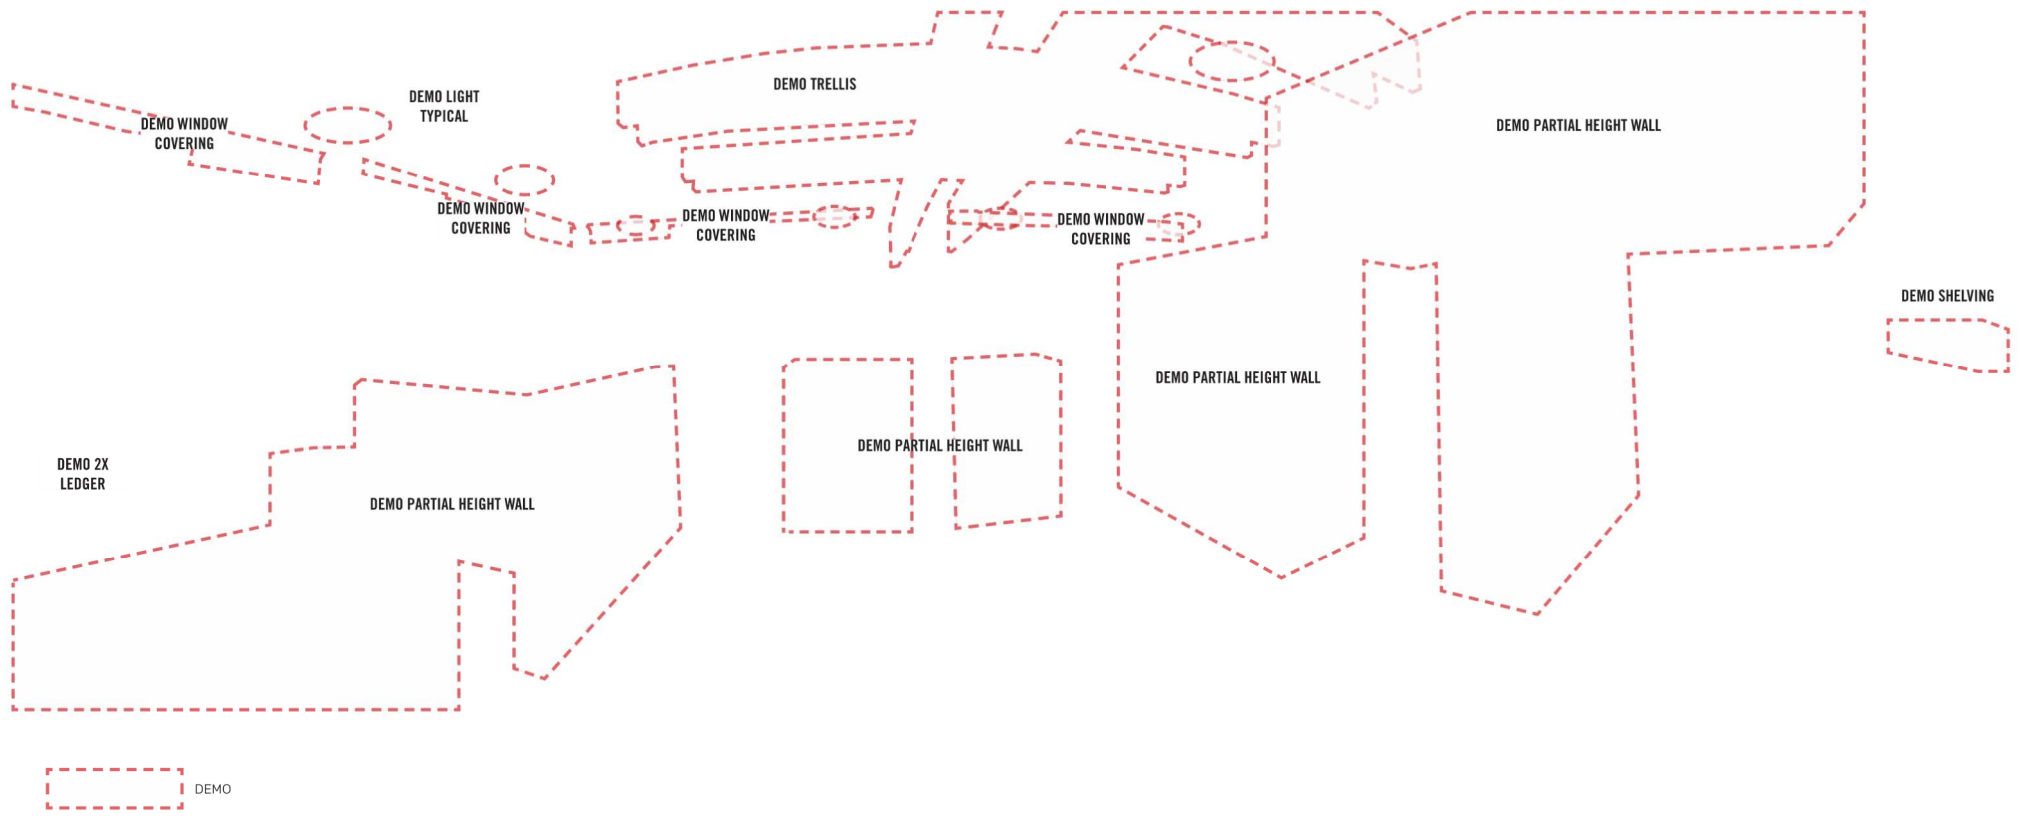 DEMO TRELLIS
DEMO LIGHT
TYPICAL
DEMO WINDOW
COVERING
DEMO PARTIAL HEIGHT WALL
DEMO WINDOW
COVERING
DEMO WINDOW
COVERING
DEMO WINDOW
COVERING
DEMO SHELVING
DEMO PARTIAL HEIGHT WALL
DEMO PARTIAL HEIGHT WALL
DEMO 2X
LEDGER
DEMO PARTIAL HEIGHT WALL
DEMO